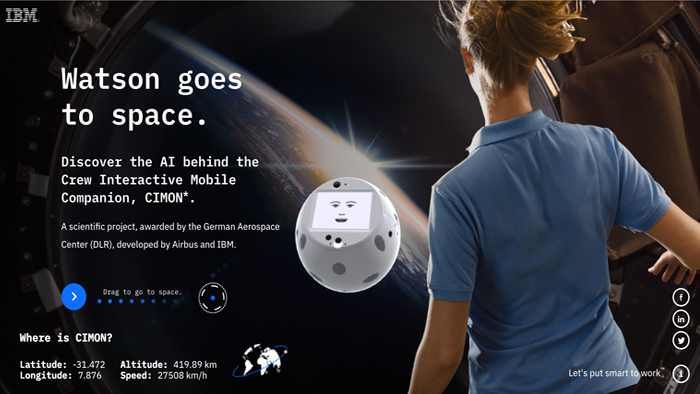 IBM
Watson goes
to space.
Discover the AI behind the
Crew Interactive Mobile
Companion, CIMON*.
A scientific project, awarded by the German Aerospace
Center (DLR), developed by Airbus and IBM.
Drag to go to space.
Where is CIMON?
Latitude: -31.472 Altitude: 419.89 km
Longitude: 7.876 Speed: 27508 km/h
Let's put smart to work